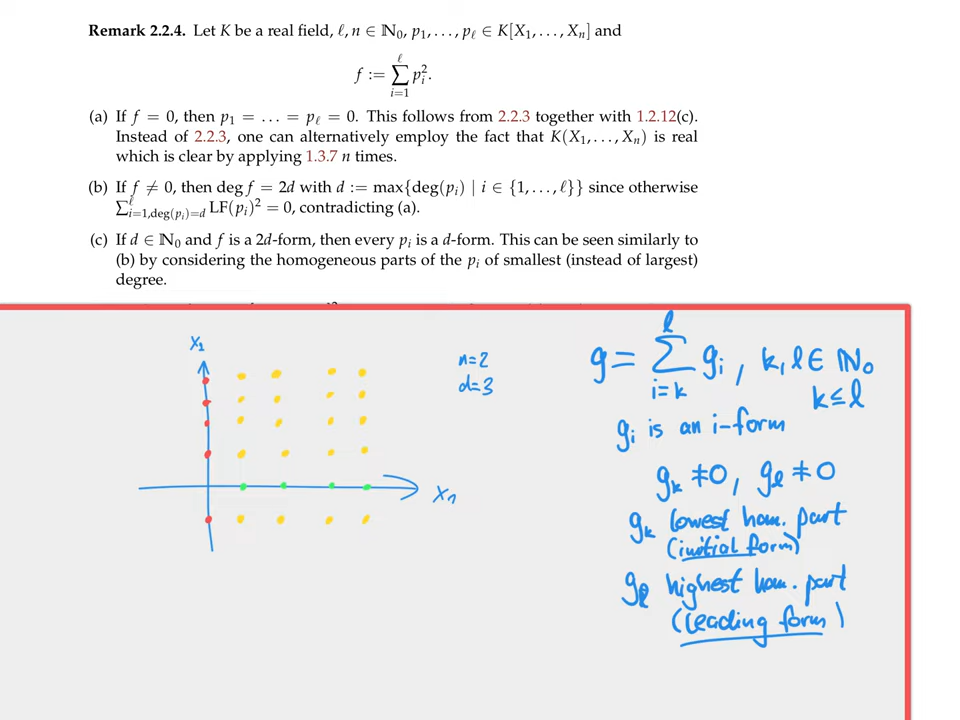 Remark 2.2.4. Let K be a real field, ℓ, n ∈ ℕ₀, p₁, . . . , p_ℓ ∈ K[X₁, . . . , Xₙ] and
f := ∑_{i=1}^{ℓ} p_i².
(a) If f = 0, then p₁ = . . . = p_ℓ = 0. This follows from 2.2.3 together with 1.2.12(c).
Instead of 2.2.3, one can alternatively employ the fact that K(X₁, . . . , Xₙ) is real
which is clear by applying 1.3.7 n times.
(b) If f ≠ 0, then deg f = 2d with d := max{deg(p_i) | i ∈ {1, . . . , ℓ}} since otherwise
∑_{i=1,deg(p_i)=d}^{ℓ} LF(p_i)² = 0, contradicting (a).
(c) If d ∈ ℕ₀ and f is a 2d-form, then every p_i is a d-form. This can be seen similarly to
(b) by considering the homogeneous parts of the p_i of smallest (instead of largest)
degree.
X₂
n=2
d=3
X₁
g = ∑_{i=k}^{ℓ} g_i , k, ℓ ∈ ℕ₀
k ≤ ℓ
g_i is an i-form
g_k ≠ 0, g_ℓ ≠ 0
g_k lowest hom. part
(initial form)
g_ℓ highest hom. part
(leading form)